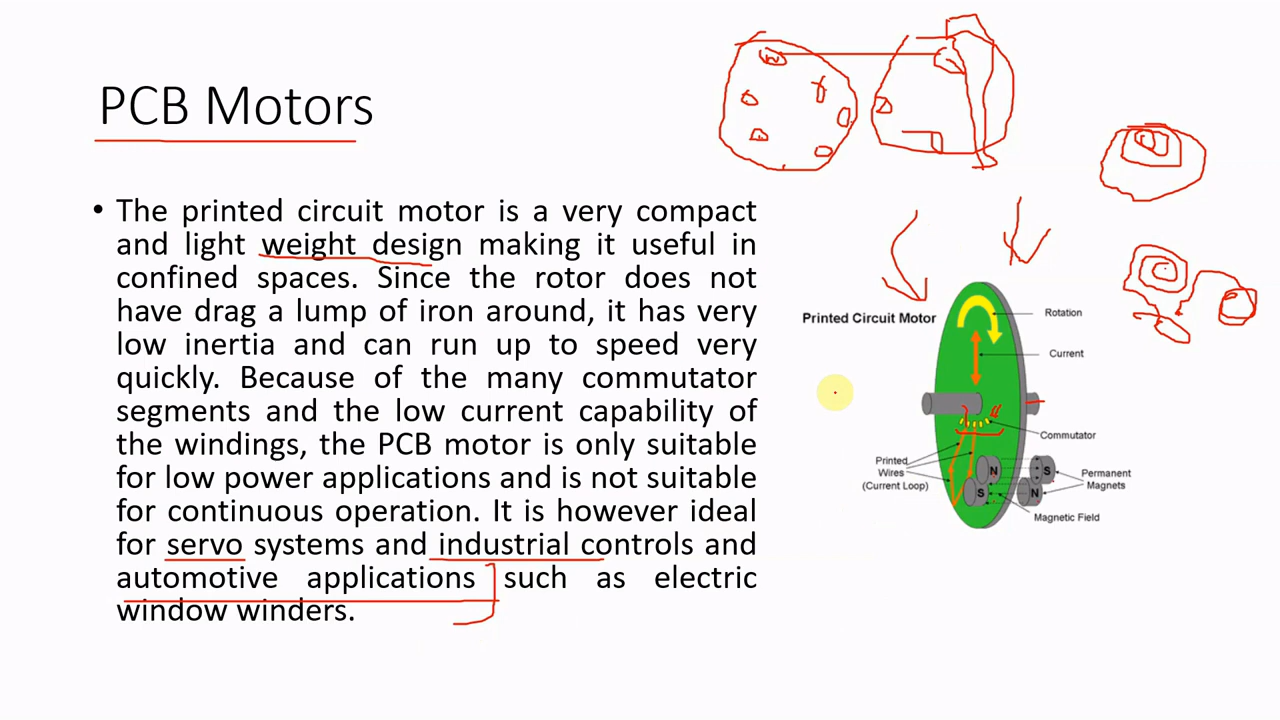 PCB Motors
• The printed circuit motor is a very compact
and light weight design making it useful in
confined spaces. Since the rotor does not
have drag a lump of iron around, it has very
low inertia and can run up to speed very
quickly. Because of the many commutator
segments and the low current capability of
the windings, the PCB motor is only suitable
for low power applications and is not suitable
for continuous operation. It is however ideal
for servo systems and industrial controls and
automotive applications such as electric
window winders.
Printed Circuit Motor
Rotation
Current
Commutator
Printed
Wires
(Current Loop)
N
S
S
N
Permanent
Magnets
Magnetic Field